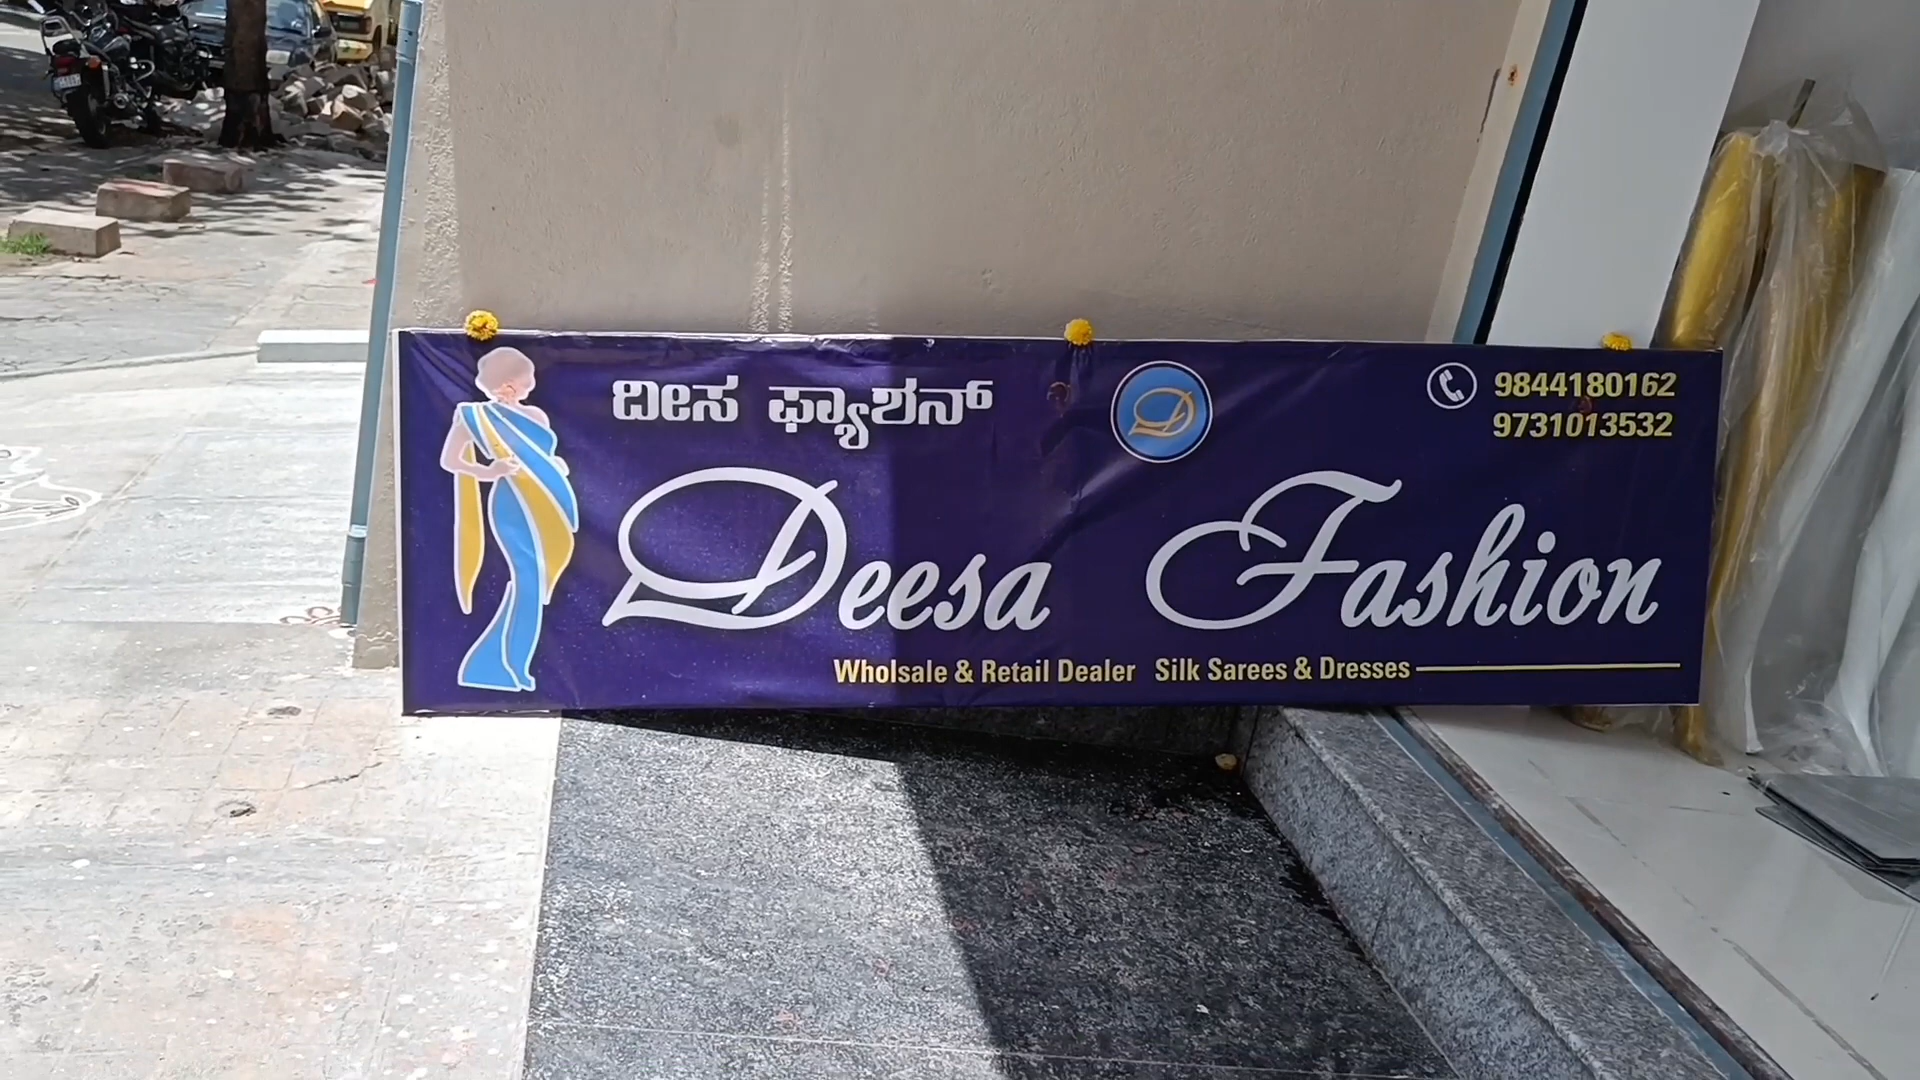 ದೀಸ ಫ್ಯಾಶನ್
D
9844180162
9731013532
Deesa Fashion
Wholsale & Retail Dealer Silk Sarees & Dresses